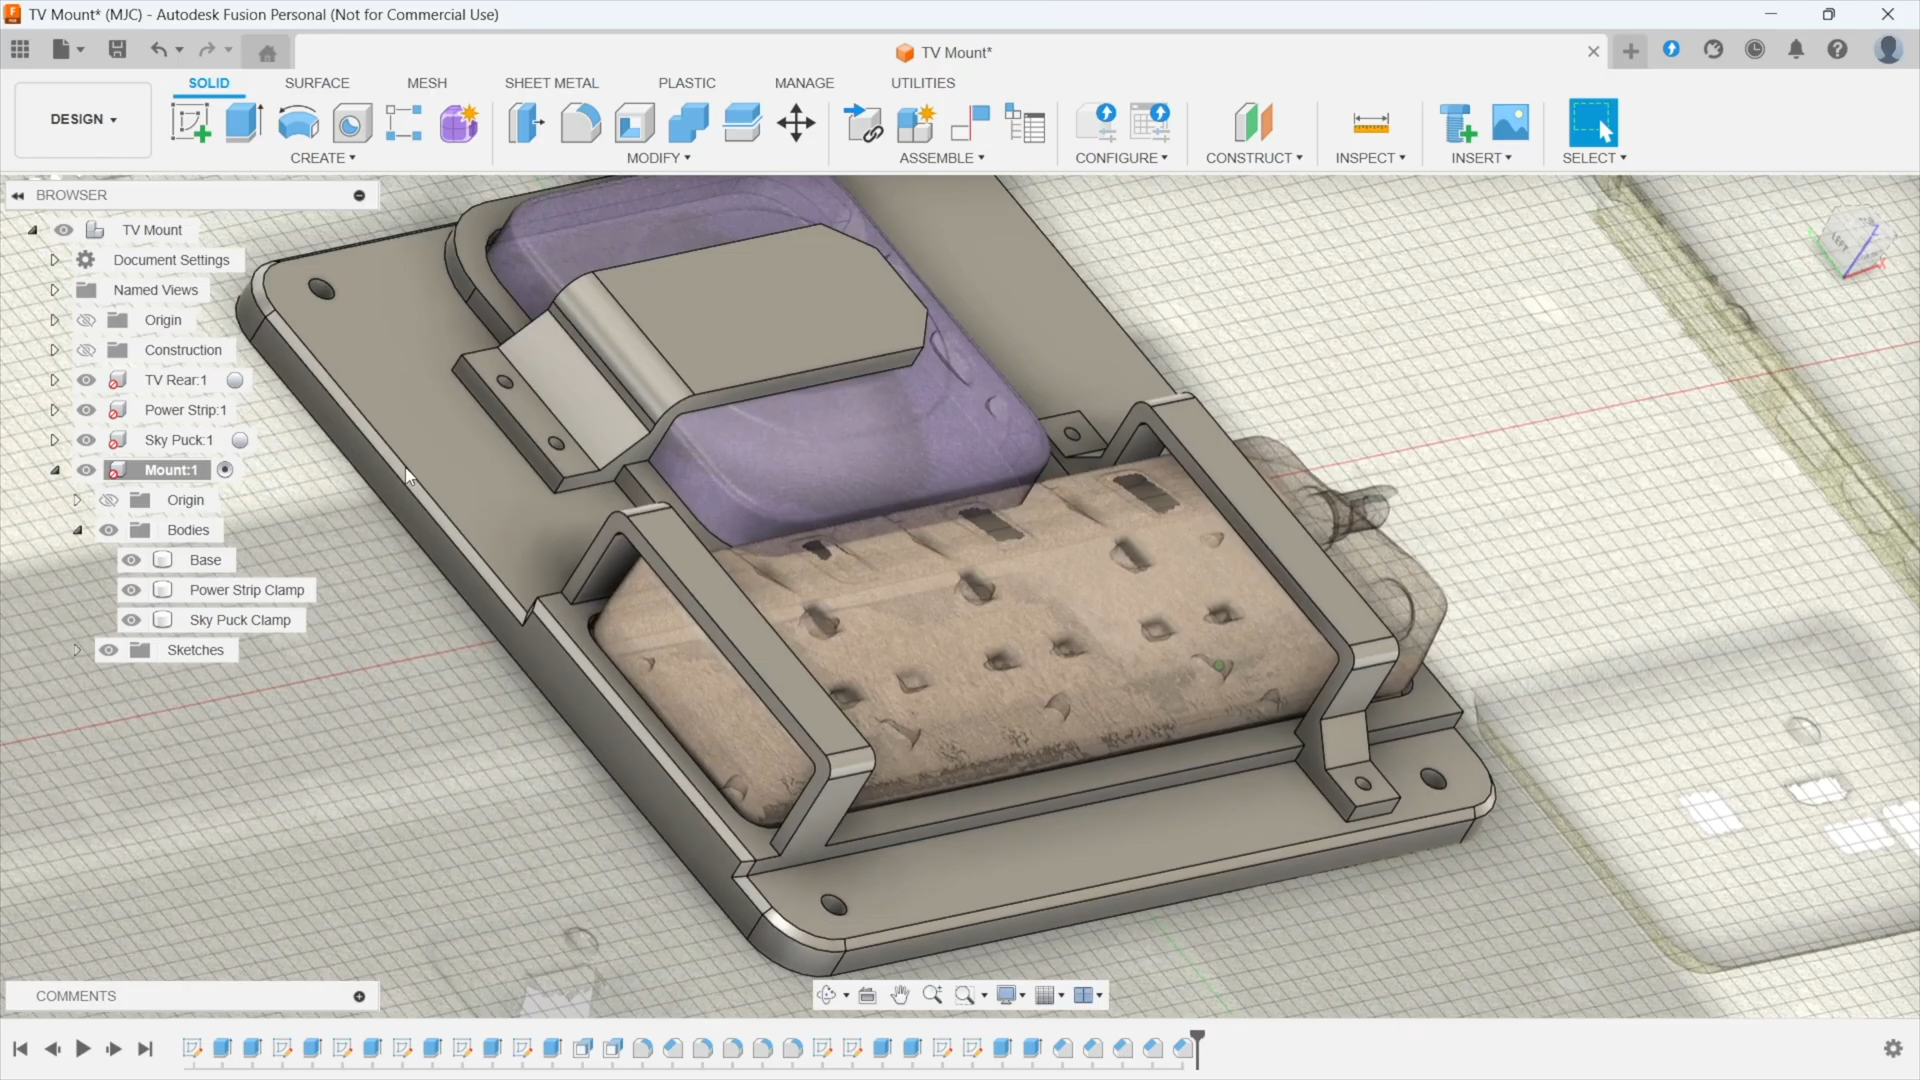 TV Mount* (MJC) - Autodesk Fusion Personal (Not for Commercial Use)
TV Mount*
DESIGN
SOLID
SURFACE
MESH
SHEET METAL
PLASTIC
MANAGE
UTILITIES
CREATE
MODIFY
ASSEMBLE
CONFIGURE
CONSTRUCT
INSPECT
INSERT
SELECT
BROWSER
TV Mount
Document Settings
Named Views
Origin
Construction
TV Rear:1
Power Strip:1
Sky Puck:1
Mount:1
Origin
Bodies
Base
Power Strip Clamp
Sky Puck Clamp
Sketches
LEFT
Z
X
COMMENTS